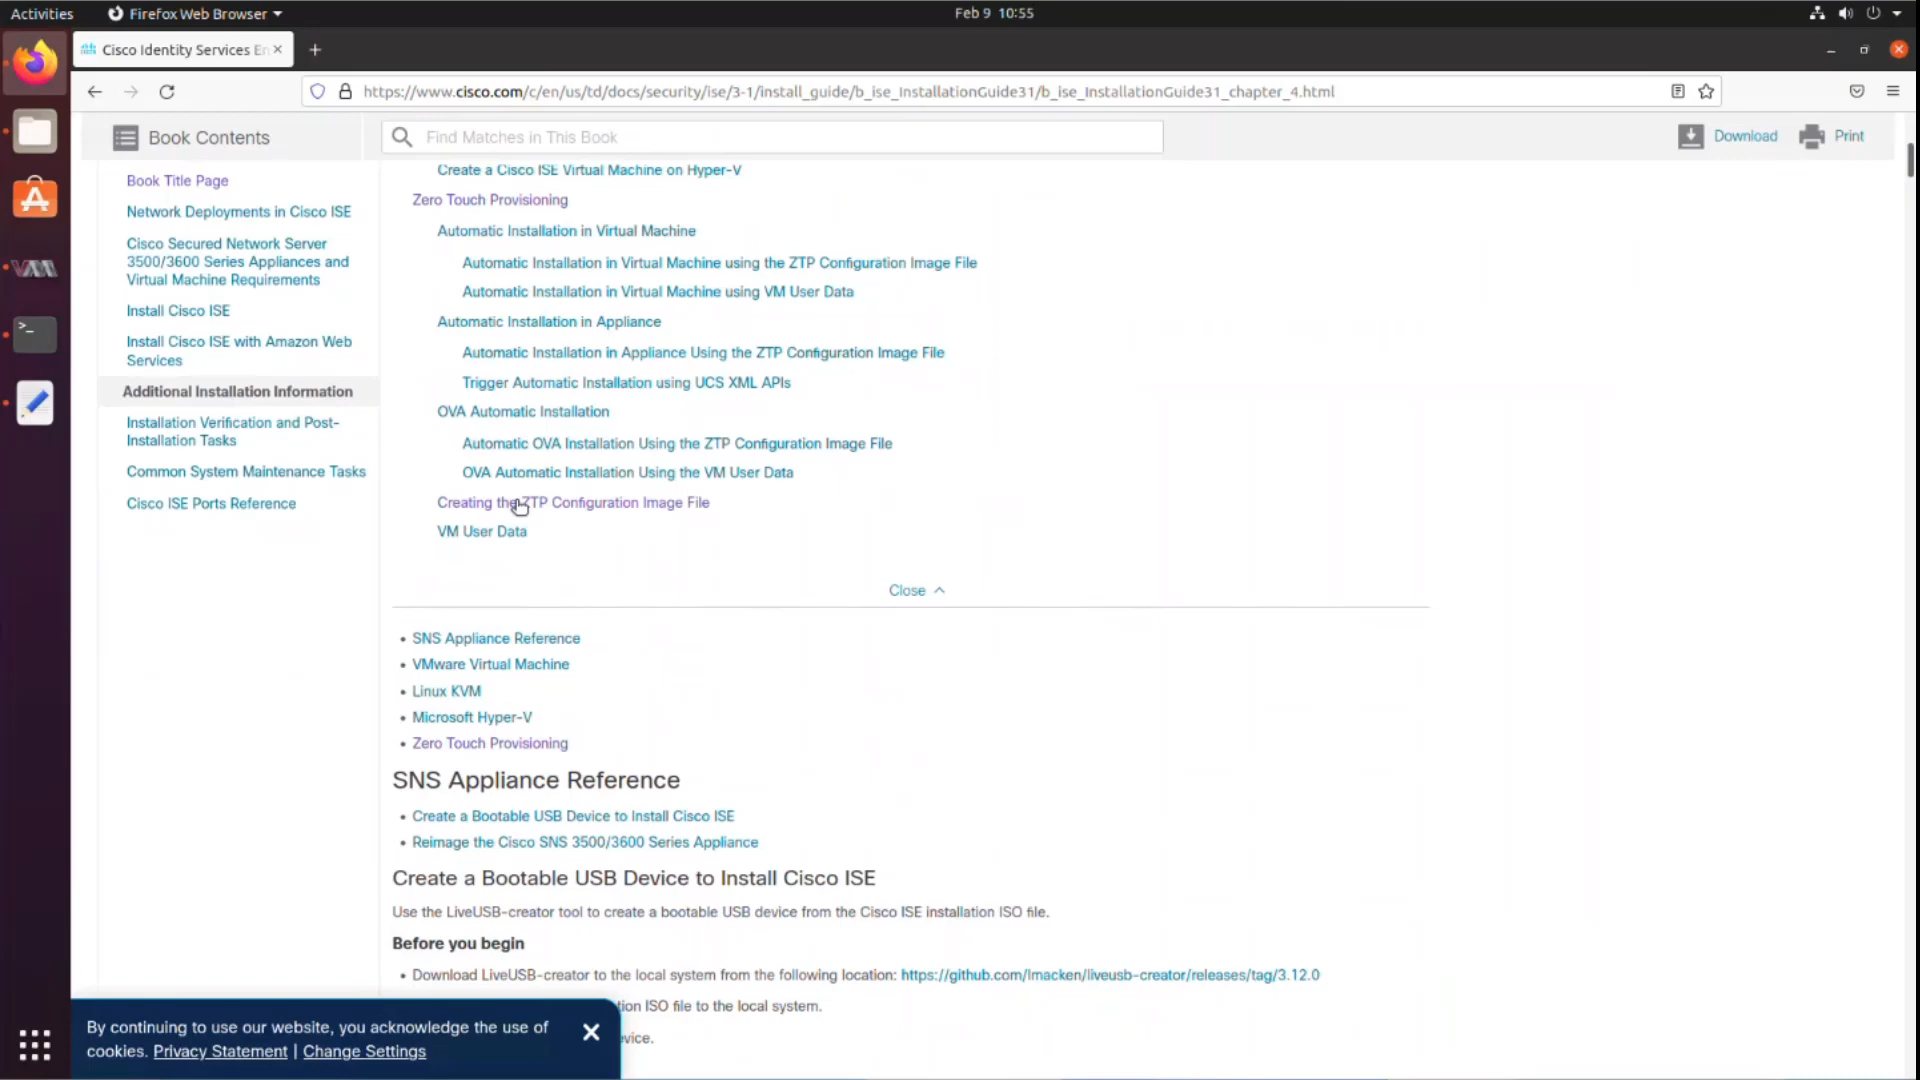 Activities
Firefox Web Browser
Feb 9 10:55
Cisco Identity Services En
https://www.cisco.com/c/en/us/td/docs/security/ise/3-1/install_guide/b_ise_InstallationGuide31/b_ise_InstallationGuide31_chapter_4.html
Book Contents
Find Matches in This Book
Download
Print
Book Title Page
Network Deployments in Cisco ISE
Cisco Secured Network Server
3500/3600 Series Appliances and
Virtual Machine Requirements
Install Cisco ISE
Install Cisco ISE with Amazon Web
Services
Additional Installation Information
Installation Verification and Post-
Installation Tasks
Common System Maintenance Tasks
Cisco ISE Ports Reference
Create a Cisco ISE Virtual Machine on Hyper-V
Zero Touch Provisioning
Automatic Installation in Virtual Machine
Automatic Installation in Virtual Machine using the ZTP Configuration Image File
Automatic Installation in Virtual Machine using VM User Data
Automatic Installation in Appliance
Automatic Installation in Appliance Using the ZTP Configuration Image File
Trigger Automatic Installation using UCS XML APIs
OVA Automatic Installation
Automatic OVA Installation Using the ZTP Configuration Image File
OVA Automatic Installation Using the VM User Data
Creating the ZTP Configuration Image File
VM User Data
Close
• SNS Appliance Reference
• VMware Virtual Machine
• Linux KVM
• Microsoft Hyper-V
• Zero Touch Provisioning
SNS Appliance Reference
• Create a Bootable USB Device to Install Cisco ISE
• Reimage the Cisco SNS 3500/3600 Series Appliance
Create a Bootable USB Device to Install Cisco ISE
Use the LiveUSB-creator tool to create a bootable USB device from the Cisco ISE installation ISO file.
Before you begin
• Download LiveUSB-creator to the local system from the following location: https://github.com/lmacken/liveusb-creator/releases/tag/3.12.0
tion ISO file to the local system.
evice.
By continuing to use our website, you acknowledge the use of
cookies. Privacy Statement | Change Settings